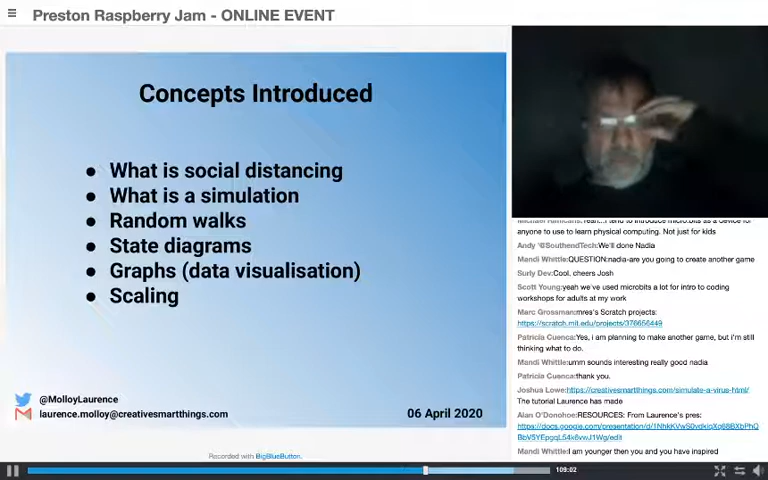 Preston Raspberry Jam - ONLINE EVENT
Concepts Introduced
● What is social distancing
● What is a simulation
● Random walks
● State diagrams
● Graphs (data visualisation)
● Scaling
@MolloyLaurence
laurence.molloy@creativesmartthings.com
06 April 2020
anyone to use to learn physical computing. Not just for kids
Andy '@SouthendTech:We'll done Nadia
Mandi Whittle:QUESTION:nadia-are you going to create another game
Surly Dev:Cool, cheers Josh
Scott Young:yeah we've used microbits a lot for intro to coding
workshops for adults at my work
Marc Grossman:mres's Scratch projects:
https://scratch.mit.edu/projects/376656449
Patricia Cuenca:Yes, i am planning to make another game, but i'm still
thinking what to do.
Mandi Whittle:umm sounds interesting really good nadia
Patricia Cuenca:thank you.
Joshua Lowe:https://creativesmartthings.com/simulate-a-virus-html/
The tutorial Laurence has made
Alan O'Donohoe:RESOURCES: From Laurence's pres:
Mandi Whittle:I am younger then you and you have inspired
Recorded with BigBlueButton.
109:02